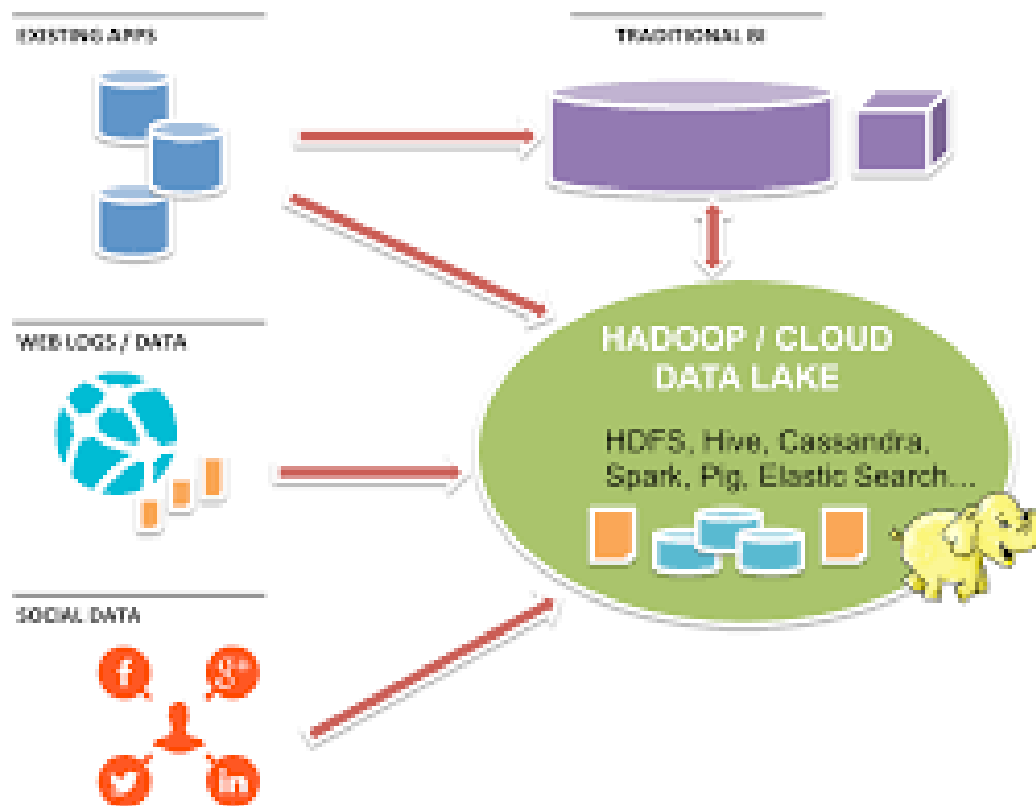 EXISTING APPS
TRADITIONAL BI
WEB LOGS / DATA
HADOOP / CLOUD
DATA LAKE
HDFS, Hive, Cassandra,
Spark, Pig, Elastic Search...
SOCIAL DATA
f
g+
in